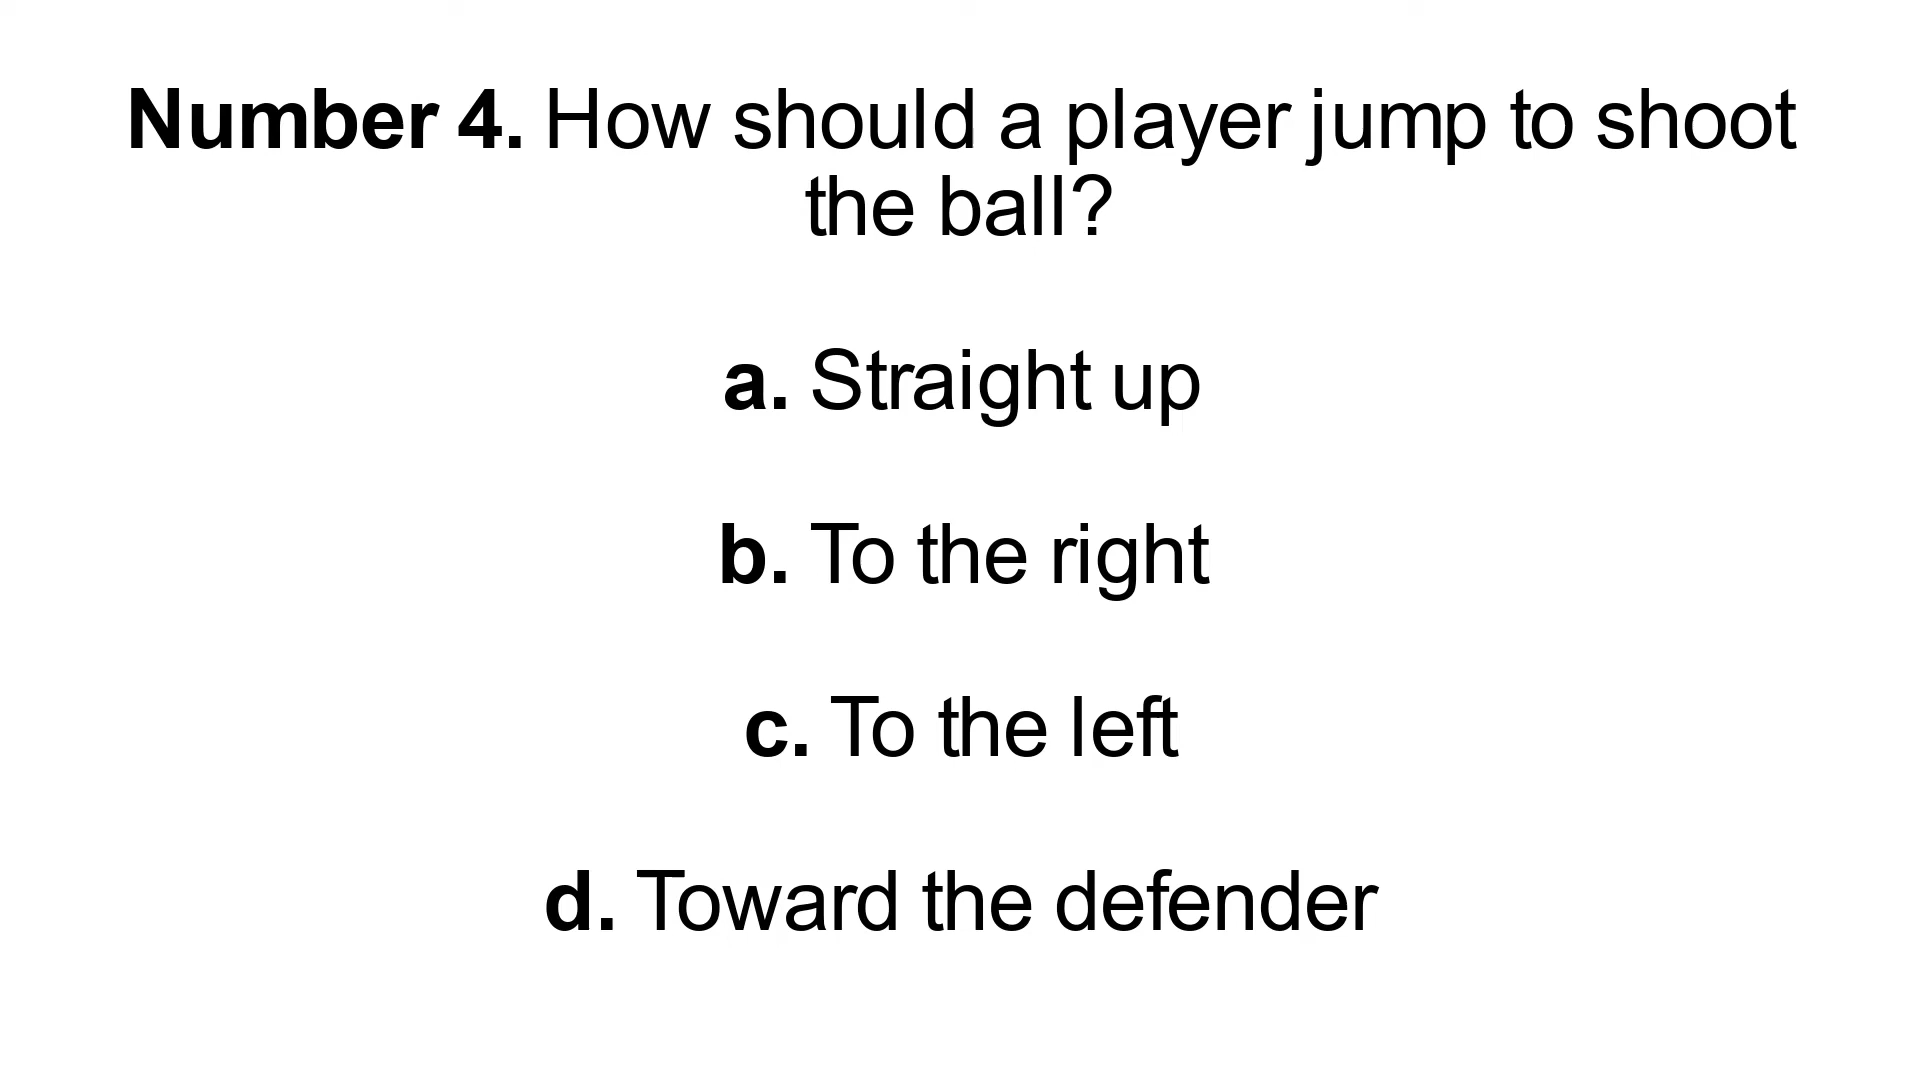 Number 4. How should a player jump to shoot
the ball?
a. Straight up
b. To the right
c. To the left
d. Toward the defender